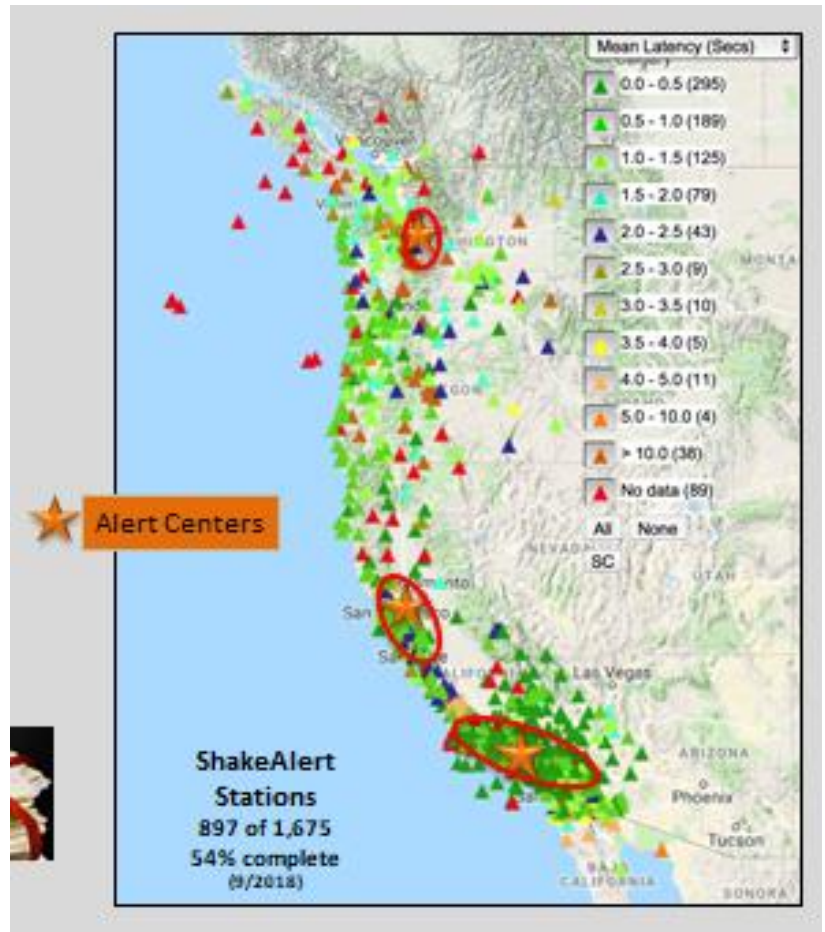 Mean Latency (Secs)
0.0 - 0.5 (295)
0.5 - 1.0 (189)
1.0 - 1.5 (125)
1.5 - 2.0 (79)
2.0 - 2.5 (43)
2.5 - 3.0 (9)
3.0 - 3.5 (10)
3.5 - 4.0 (5)
4.0 - 5.0 (11)
5.0 - 10.0 (4)
> 10.0 (38)
No data (89)
All None
SC
MONTA
Alert Centers
NEVADA
UTAH
San
Las Vegas
ARIZONA
Phoenix
Tucson
BAJA
CALIFORNIA
SONORA
ShakeAlert
Stations
897 of 1,675
54% complete
(9/2018)